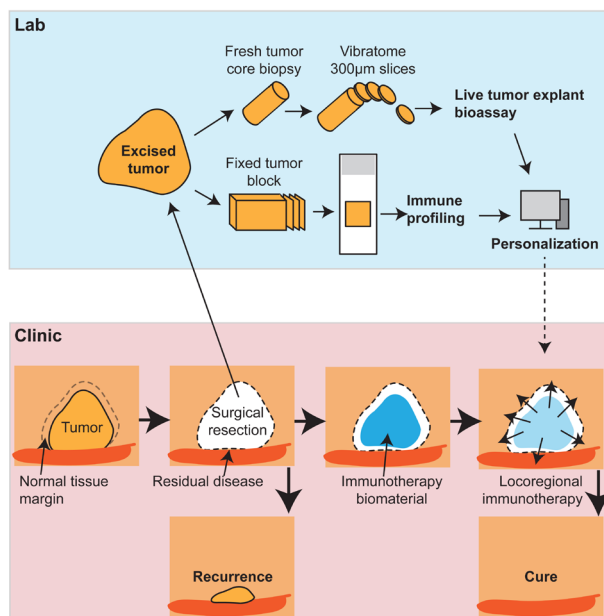 Lab
Fresh tumor
core biopsy
Vibratome
300μm slices
Live tumor explant
bioassay
Excised
tumor
Fixed tumor
block
Immune
profiling
Personalization
Clinic
Tumor
Surgical
resection
Normal tissue
margin
Residual disease
Immunotherapy
biomaterial
Locoregional
immunotherapy
Recurrence
Cure